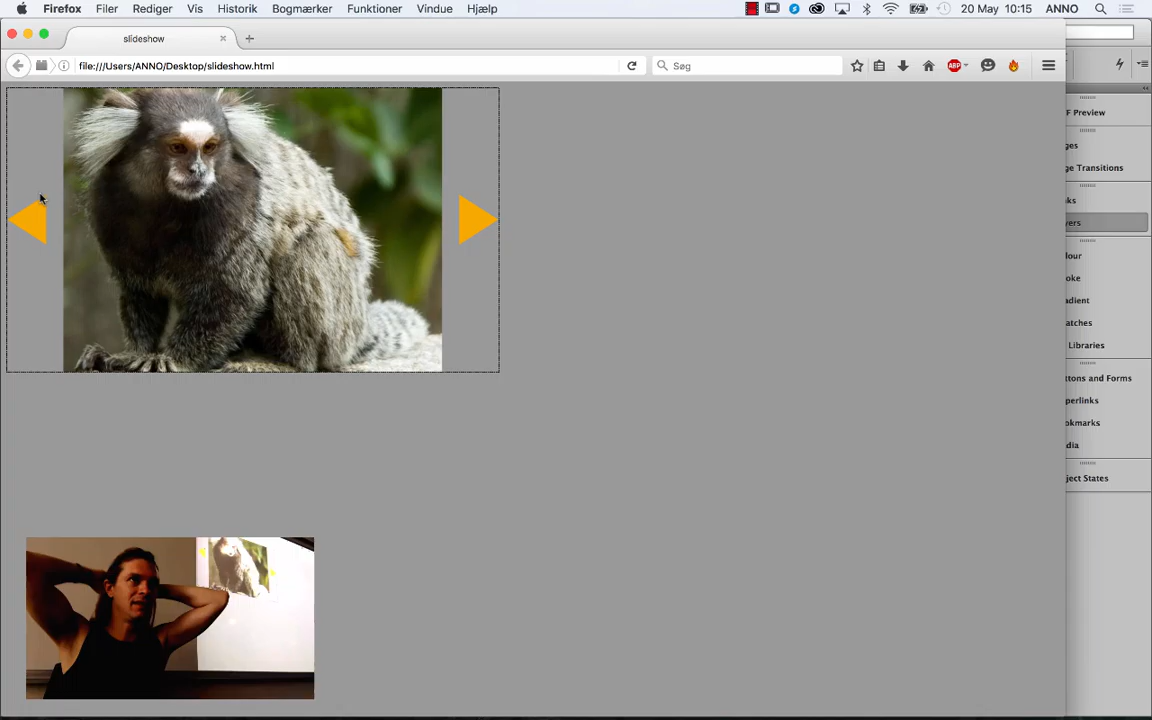 Firefox Filer Rediger Vis Historik Bogmærker Funktioner Vindue Hjælp 20 May 10:15 ANNO
slideshow
file:///Users/ANNO/Desktop/slideshow.html
Søg
ABP
F Preview
ges
ge Transitions
ks
ers
lour
oke
adient
atches
Libraries
ttons and Forms
perlinks
okmarks
dia
ject States